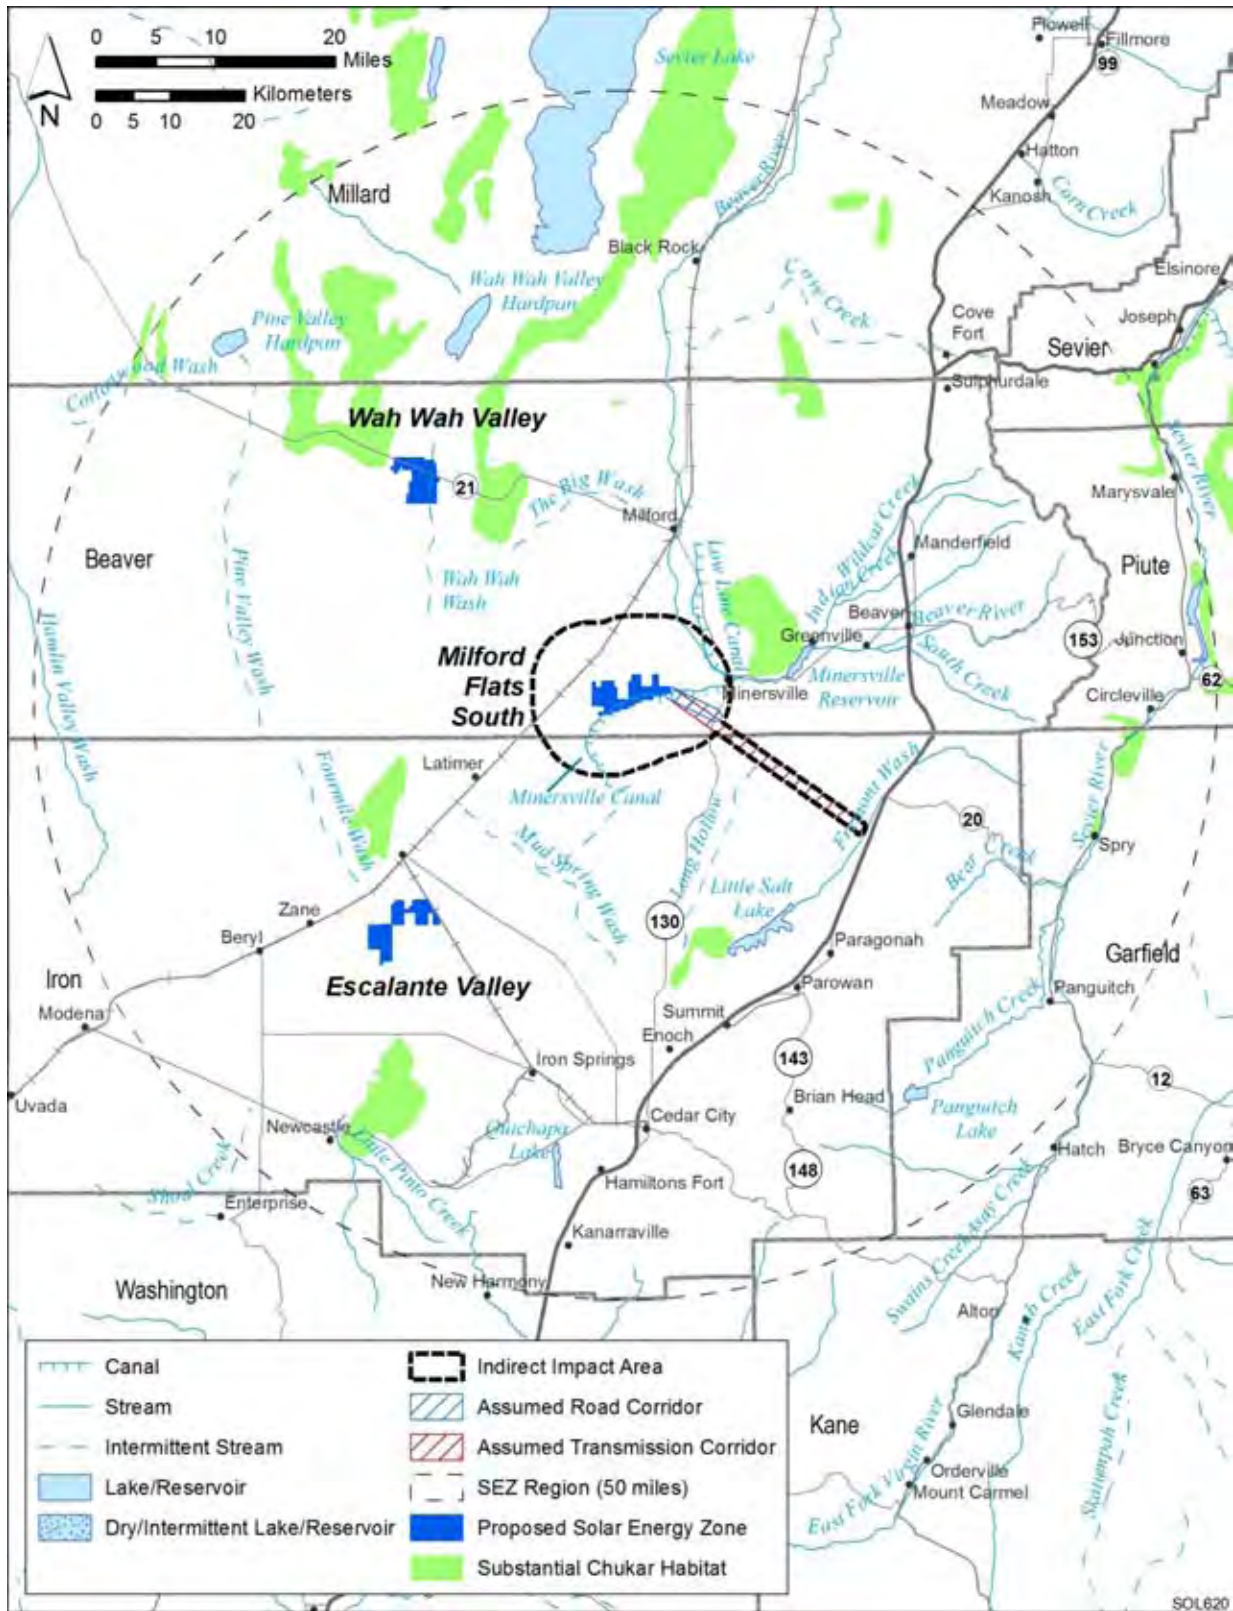 0 5 10 20
Miles
Kilometers
0 5 10 20
N
Sevier Lake
Flowell
Fillmore
99
Meadow
Hatton
Kanosh
Corn Creek
Millard
Beaver River
Black Rock
Wah Wah Valley
Hardpan
Pine Valley
Hardpan
Cove Creek
Cove
Fort
Elsinore
Joseph
Sevier
Cottonwood Wash
Sulphurdale
Wah Wah Valley
21
The Big Wash
Milford
Marysvale
Sevier River
Beaver
Pine Valley Wash
Wah Wah
Wash
Low Line Canal
Indian Creek
Wildcat Creek
Manderfield
Piute
Hamlin Valley Wash
Beaver
Beaver River
Greenville
South Creek
153
Junction
62
Milford
Flats
South
Minersville
Minersville
Reservoir
Circleville
Latimer
Minersville Canal
Fremont Wash
Fourmile Wash
Mud Spring Wash
Long Hollow
20
Bear Creek
Sevier River
Spry
Little Salt
Lake
Zane
Beryl
130
Paragonah
Iron
Escalante Valley
Parowan
Garfield
Modena
Summit
Enoch
Panguitch
Panguitch Creek
Iron Springs
143
12
Uvada
Brian Head
Panguitch
Lake
Newcastle
Quichapa
Lake
Cedar City
Hatch
Bryce Canyon
Shoal Creek
Little Pinto Creek
148
63
Enterprise
Hamiltons Fort
Asay Creek
Kanarraville
Swains Creek
East Fork Creek
Washington
New Harmony
Alton
Kanab Creek
Canal
Stream
Intermittent Stream
Lake/Reservoir
Dry/Intermittent Lake/Reservoir
Indirect Impact Area
Assumed Road Corridor
Assumed Transmission Corridor
SEZ Region (50 miles)
Proposed Solar Energy Zone
Substantial Chukar Habitat
Kane
Glendale
Orderville
Mount Carmel
East Fork Virgin River
Skutumpah Creek
SOL620